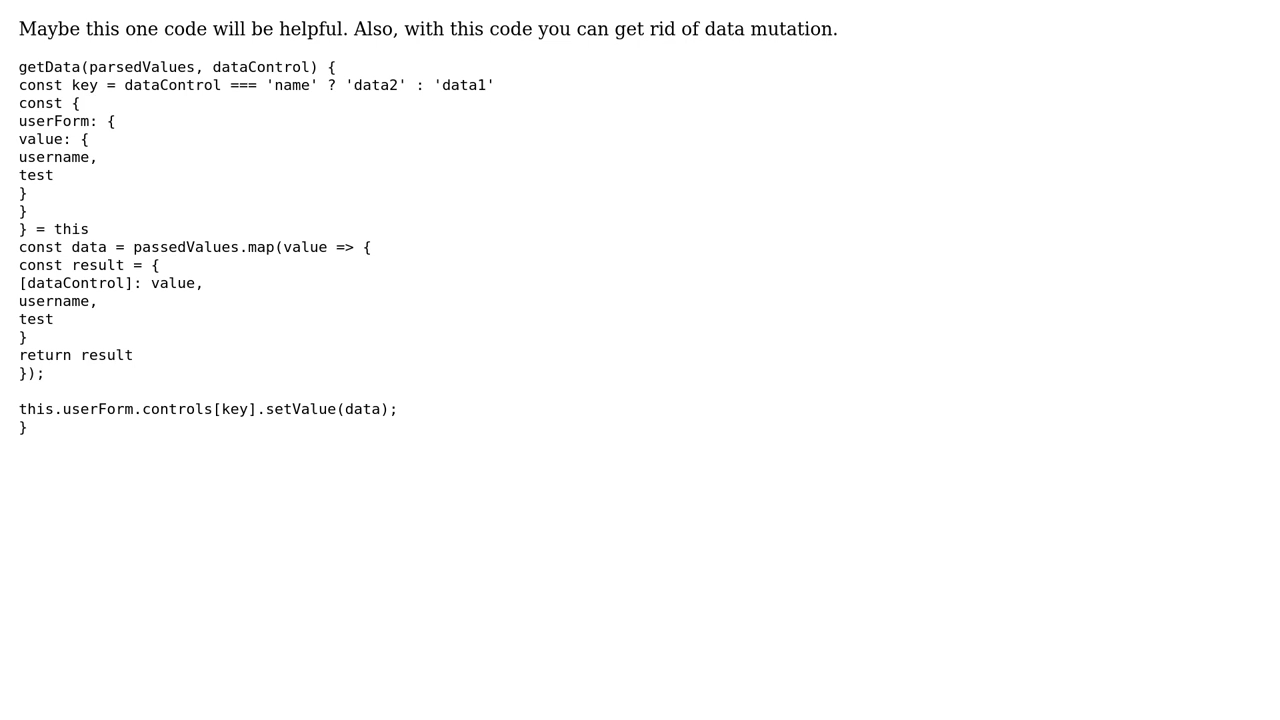 Maybe this one code will be helpful. Also, with this code you can get rid of data mutation.
getData(parsedValues, dataControl) {
const key = dataControl === 'name' ? 'data2' : 'data1'
const {
userForm: {
value: {
username,
test
}
}
} = this
const data = passedValues.map(value => {
const result = {
[dataControl]: value,
username,
test
}
return result
});

this.userForm.controls[key].setValue(data);
}